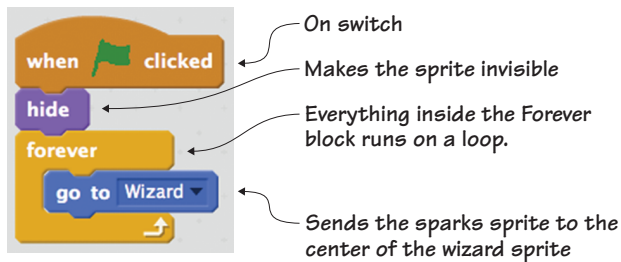 when clicked
On switch
hide
Makes the sprite invisible
forever
Everything inside the Forever
block runs on a loop.
go to Wizard
Sends the sparks sprite to the
center of the wizard sprite